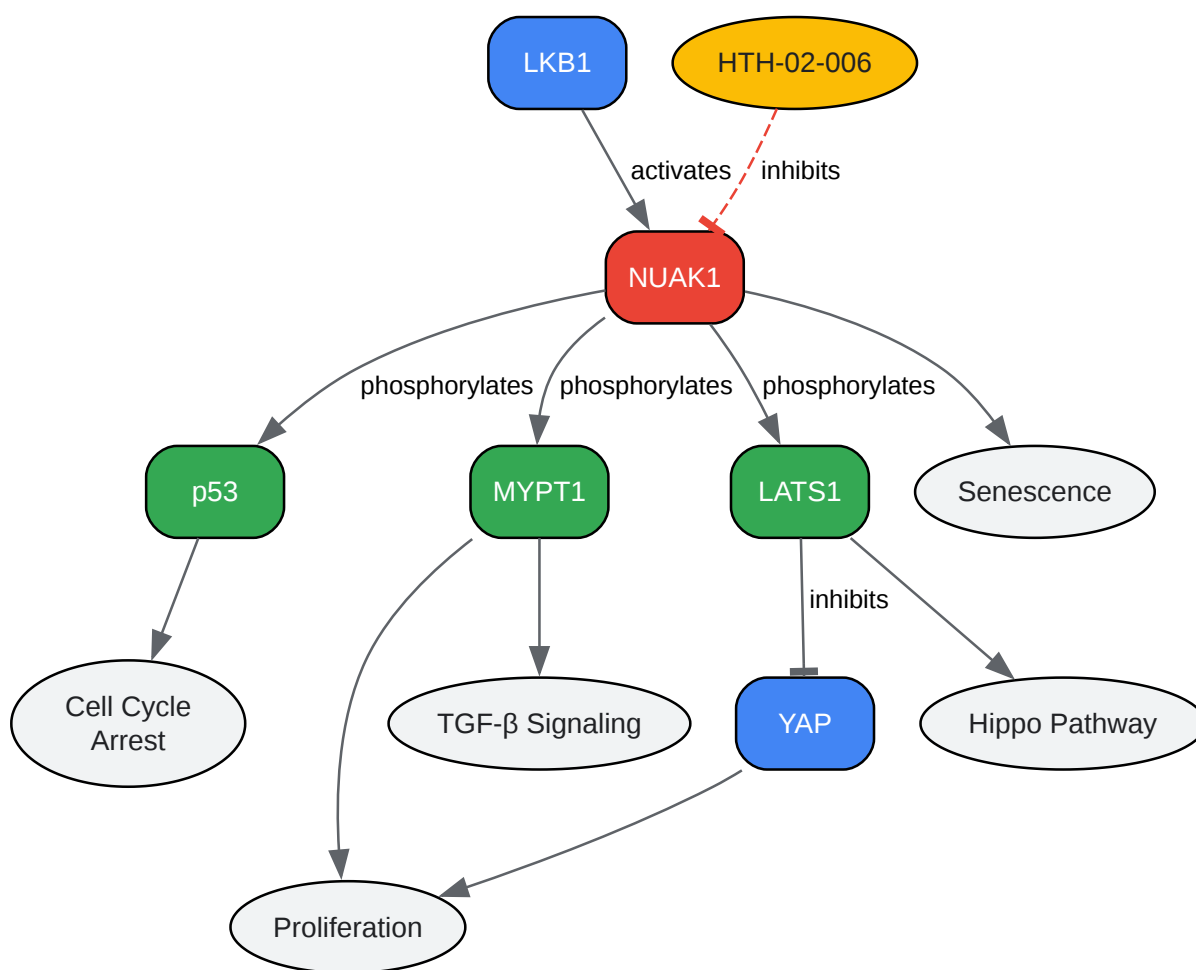 LKB1
HTH-02-006
activates
inhibits
NUAK1
phosphorylates
phosphorylates
phosphorylates
p53
MYPT1
LATS1
Senescence
inhibits
Cell Cycle
Arrest
TGF-β Signaling
YAP
Hippo Pathway
Proliferation